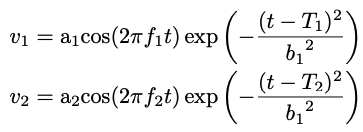 v₁ = a₁cos(2πf₁t) exp(−(t − T₁)²/b₁²)
v₂ = a₂cos(2πf₂t) exp(−(t − T₂)²/b₁²)